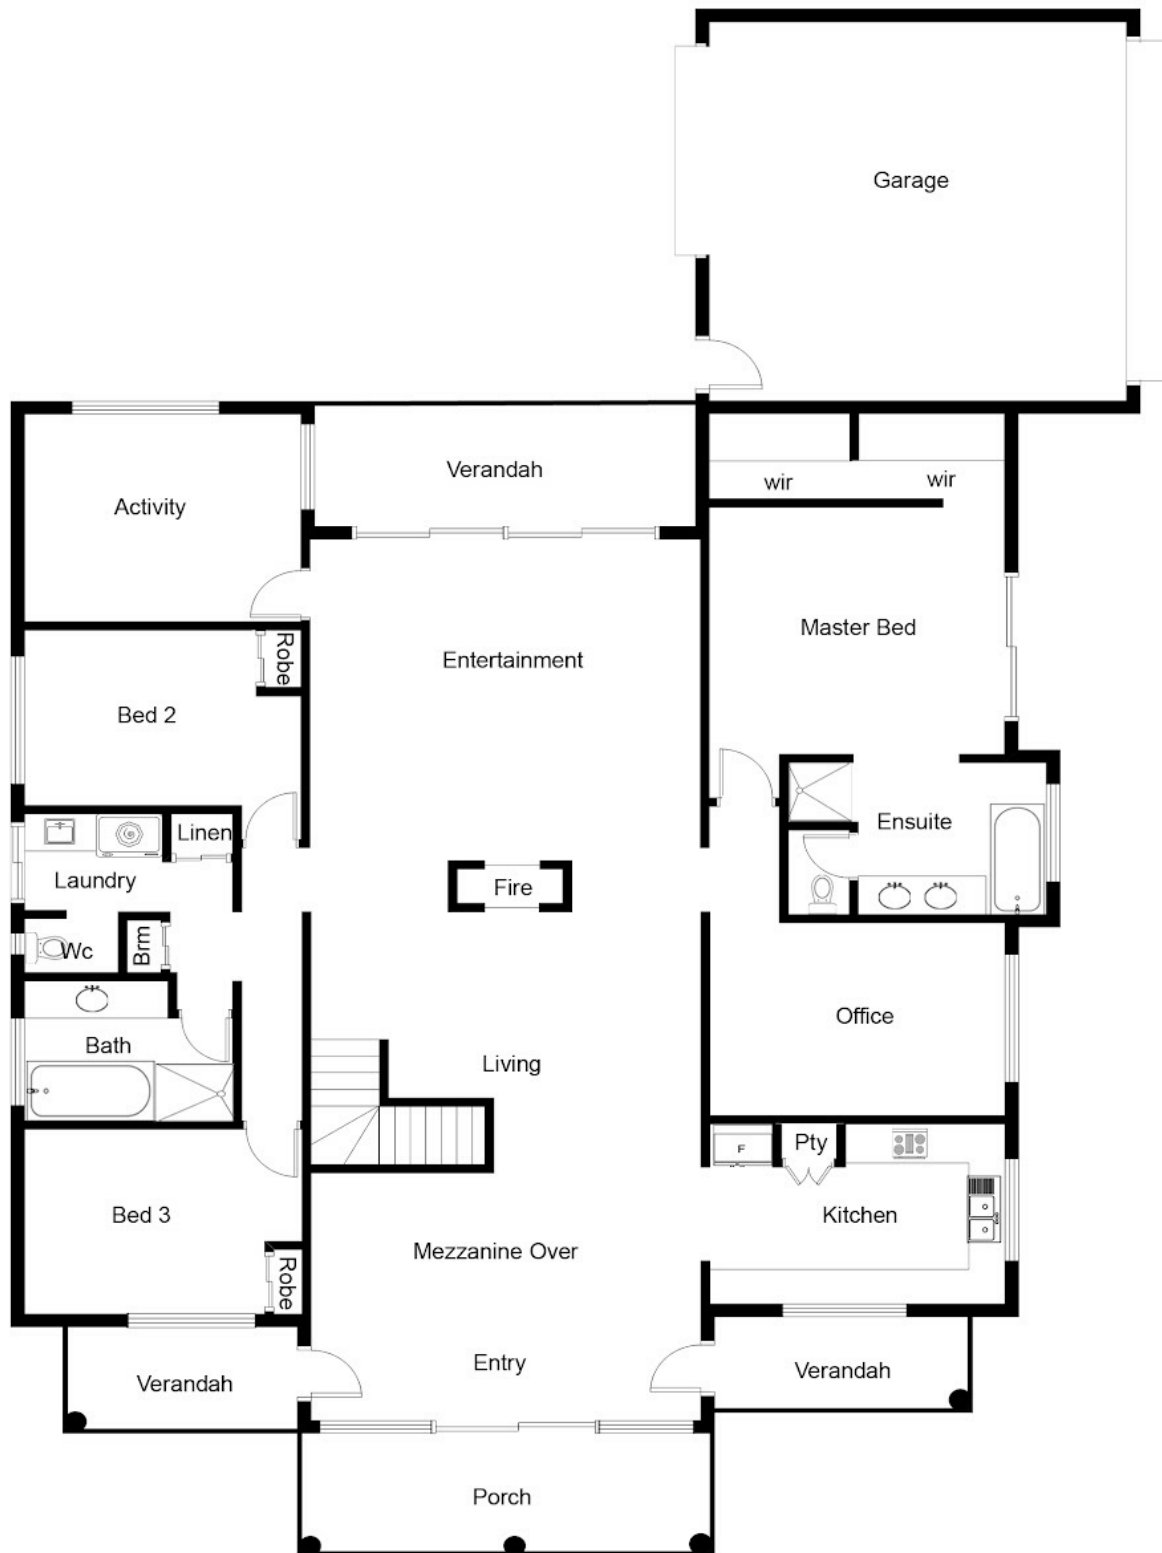 Garage
Verandah
wir
wir
Activity
Master Bed
Entertainment
Robe
Bed 2
Ensuite
Linen
Laundry
Fire
Brm
Wc
Office
Bath
Living
Pty
F
Bed 3
Kitchen
Mezzanine Over
Robe
Entry
Verandah
Verandah
Porch